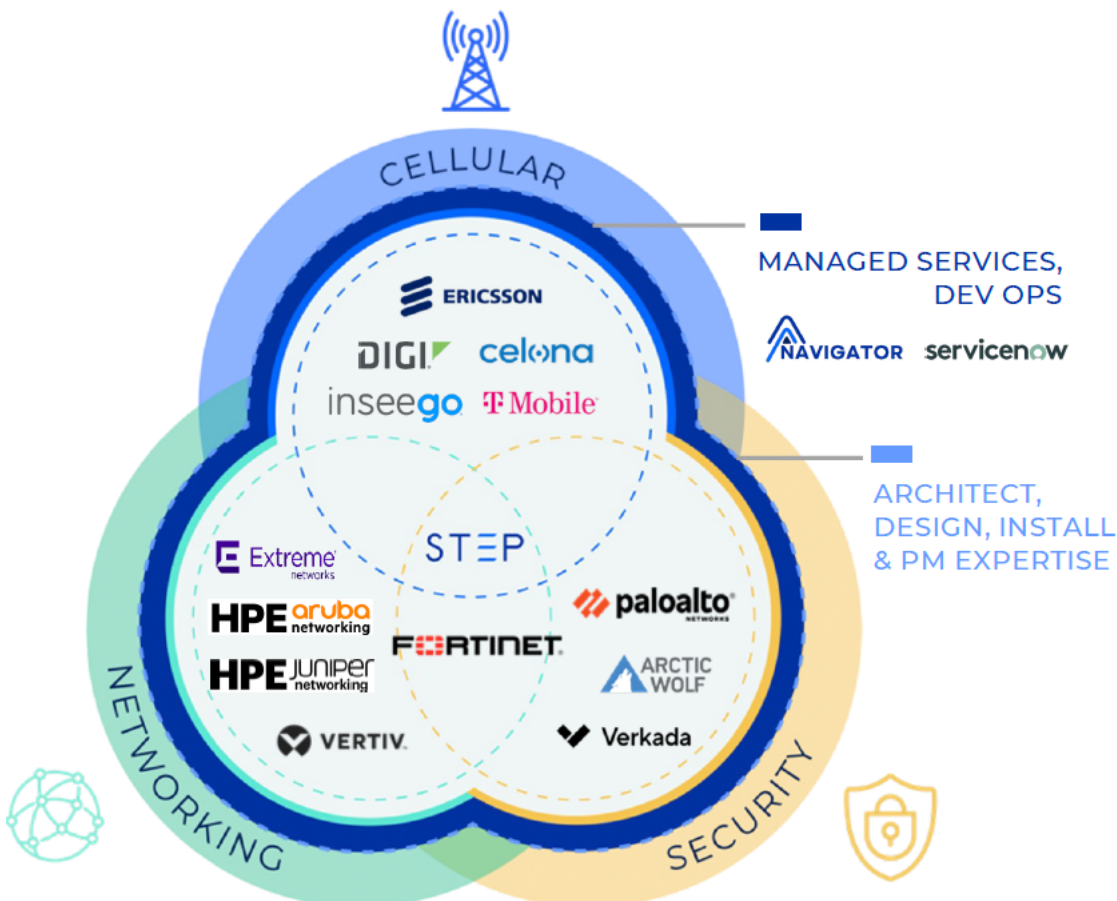 CELLULAR
MANAGED SERVICES,
DEV OPS
NAVIGATOR
servicenow
ERICSSON
DIGI
celona
inseego
T Mobile
ARCHITECT,
DESIGN, INSTALL
& PM EXPERTISE
STEP
Extreme
networks
HPE aruba
networking
HPE JUNIPer
networking
VERTIV.
FORTINET.
paloalto
NETWORKS
ARCTIC
WOLF
Verkada
NETWORKING
SECURITY